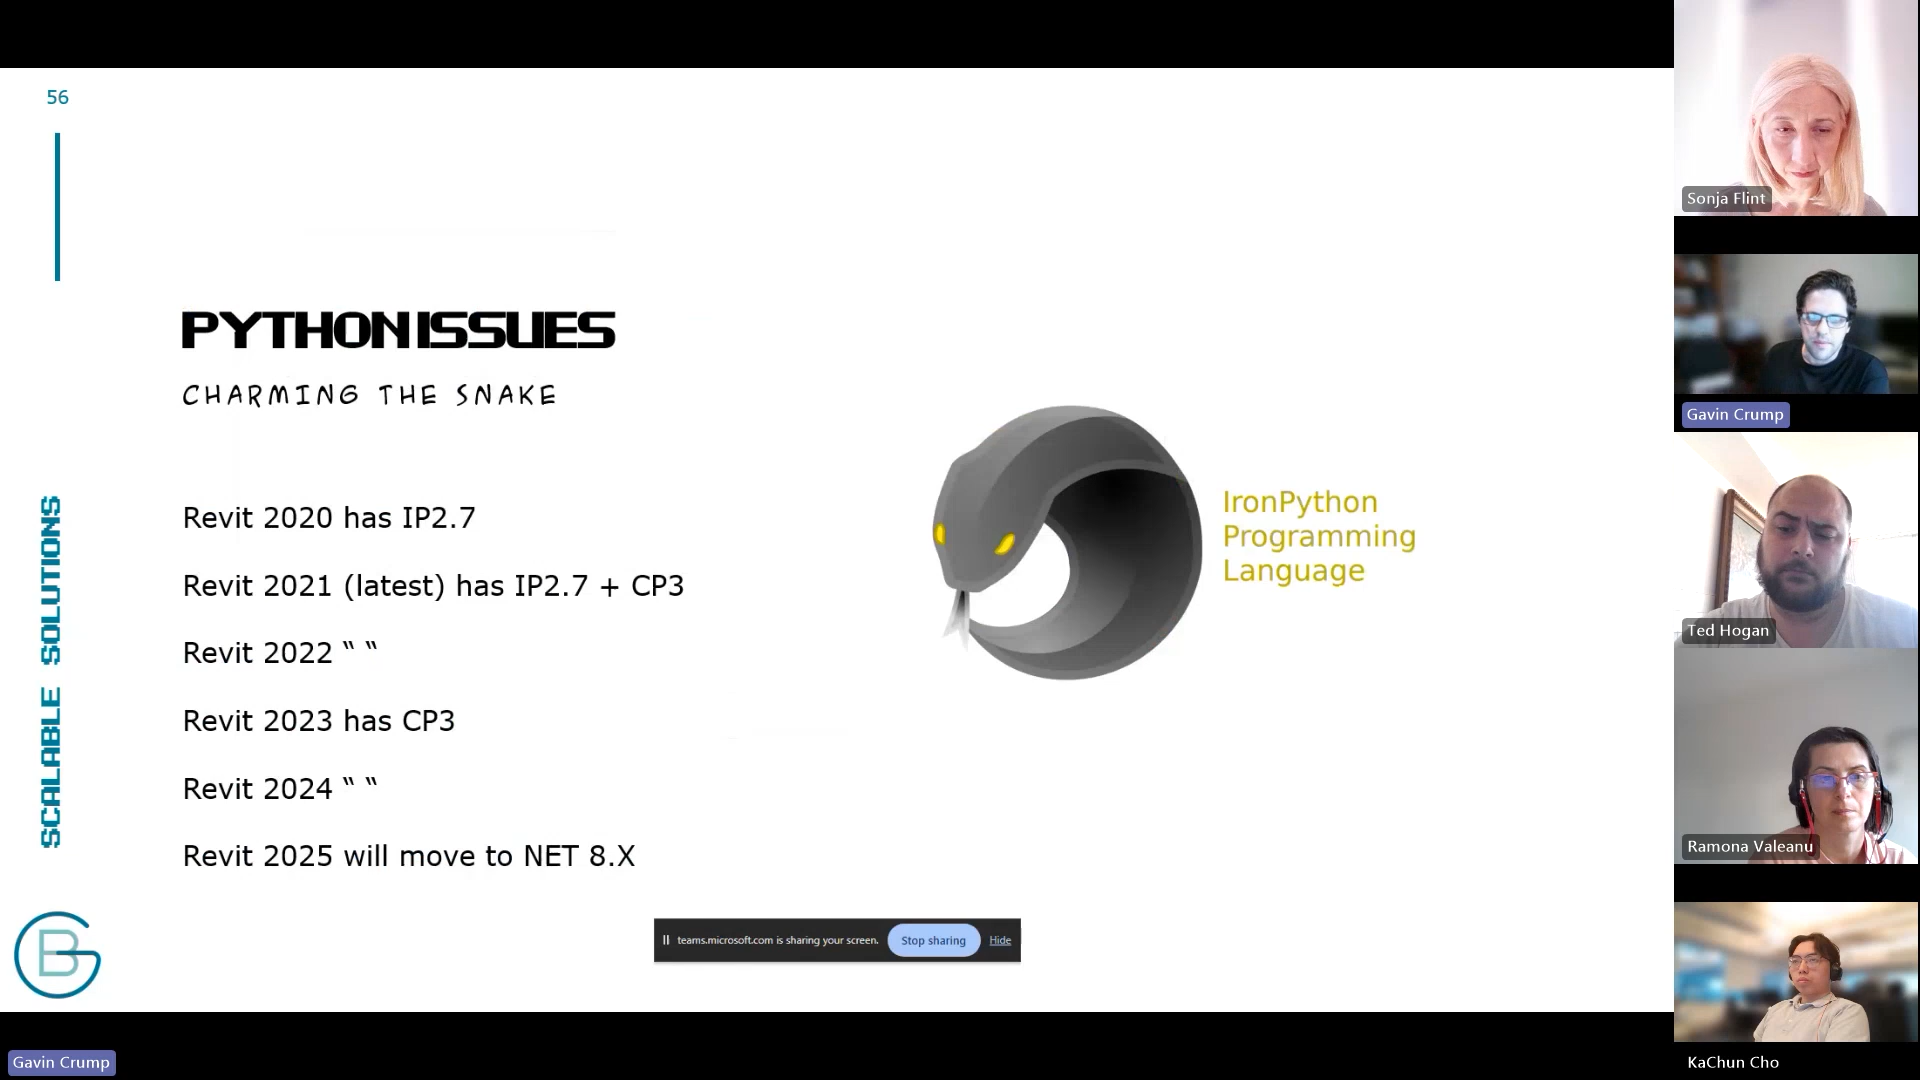 56
PYTHON ISSUES
CHARMING THE SNAKE
Revit 2020 has IP2.7
Revit 2021 (latest) has IP2.7 + CP3
Revit 2022 “ “
Revit 2023 has CP3
Revit 2024 “ “
Revit 2025 will move to NET 8.X
IronPython
Programming
Language
SCALABLE SOLUTIONS
GB
teams.microsoft.com is sharing your screen. Stop sharing Hide
Gavin Crump
Sonja Flint
Gavin Crump
Ted Hogan
Ramona Valeanu
KaChun Cho